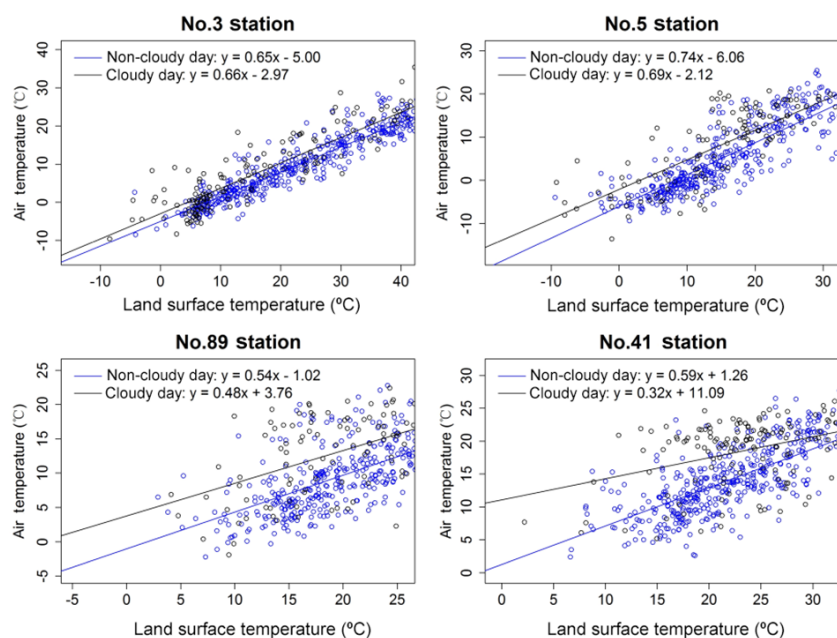 No.3 station
Non-cloudy day: y = 0.65x - 5.00
Cloudy day: y = 0.66x - 2.97
Air temperature (℃)
40
30
20
10
0
-10
-10 0 10 20 30 40
Land surface temperature (ºC)
No.5 station
Non-cloudy day: y = 0.74x - 6.06
Cloudy day: y = 0.69x - 2.12
Air temperature (℃)
30
20
10
0
-10
-10 0 10 20 30
Land surface temperature (ºC)
No.89 station
Non-cloudy day: y = 0.54x - 1.02
Cloudy day: y = 0.48x + 3.76
Air temperature (℃)
25
20
15
10
5
0
-5
-5 0 5 10 15 20 25
Land surface temperature (ºC)
No.41 station
Non-cloudy day: y = 0.59x + 1.26
Cloudy day: y = 0.32x + 11.09
Air temperature (℃)
30
25
20
15
10
5
0
0 5 10 15 20 25 30
Land surface temperature (ºC)